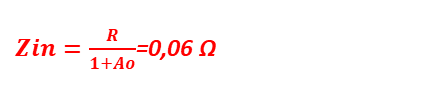 Zin = R/(1+Ao) =0,06 Ω